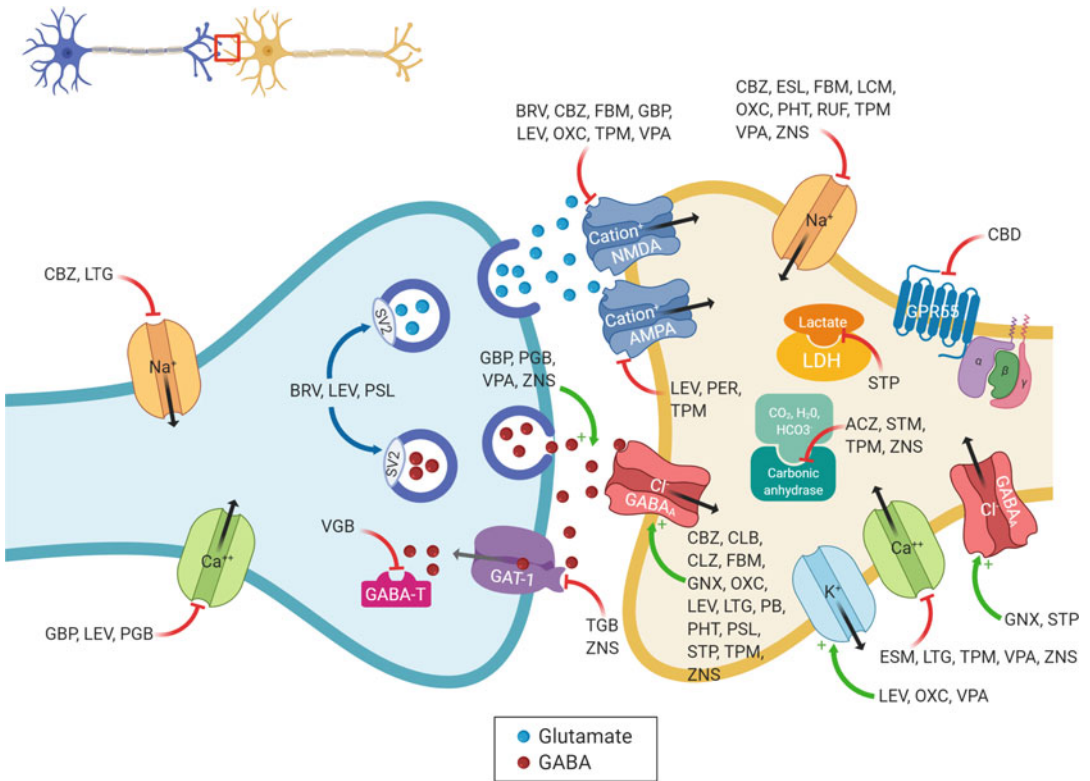 BRV, CBZ, FBM, GBP,
LEV, OXC, TPM, VPA
CBZ, ESL, FBM, LCM,
OXC, PHT, RUF, TPM
VPA, ZNS
Cation⁺
NMDA
Na⁺
CBD
CBZ, LTG
Na⁺
SV2
Cation⁺
AMPA
GPR55
α
β
γ
Lactate
LDH
STP
GBP, PGB,
VPA, ZNS
+
BRV, LEV, PSL
LEV, PER,
TPM
CO₂, H₂0,
HCO3
Carbonic
anhydrase
ACZ, STM,
TPM, ZNS
SV2
Cl⁻
GABAA
+
Cl⁻
GABAA
+
VGB
GABA-T
GAT-1
Ca⁺⁺
GBP, LEV, PGB
TGB
ZNS
CBZ, CLB,
CLZ, FBM,
GNX, OXC,
LEV, LTG, PB,
PHT, PSL,
STP, TPM,
ZNS
Ca⁺⁺
K⁺
+
GNX, STP
ESM, LTG, TPM, VPA, ZNS
LEV, OXC, VPA
Glutamate
GABA